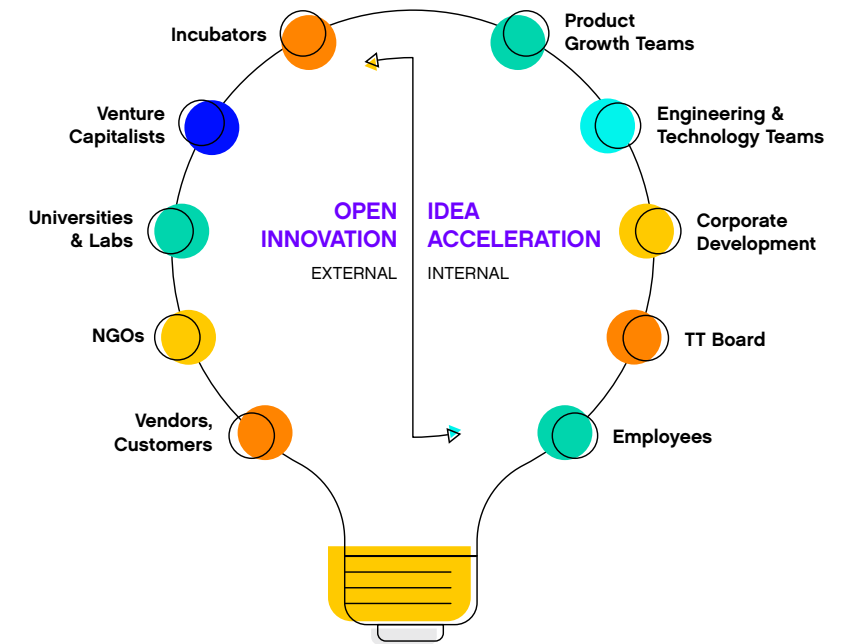 Incubators
Venture
Capitalists
Universities
& Labs
NGOs
Vendors,
Customers
OPEN
INNOVATION
EXTERNAL
IDEA
ACCELERATION
INTERNAL
Product
Growth Teams
Engineering &
Technology Teams
Corporate
Development
TT Board
Employees